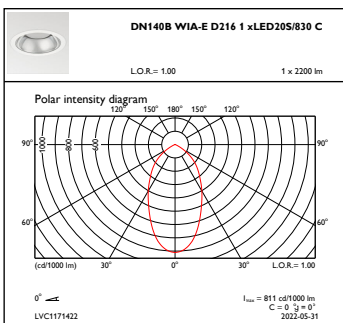 DN140B WIA-E D216 1 xLED20S/830 C
L.O.R.= 1.00 1 x 2200 lm
Polar intensity diagram
120° 150° 180° 150° 120°
90° -1000 -800 -600 90°
60° 60°
(cd/1000 lm) 30° 0° 30° L.O.R.= 1.00
0° Imax = 811 cd/1000 lm
LVC1171422 2022-05-31